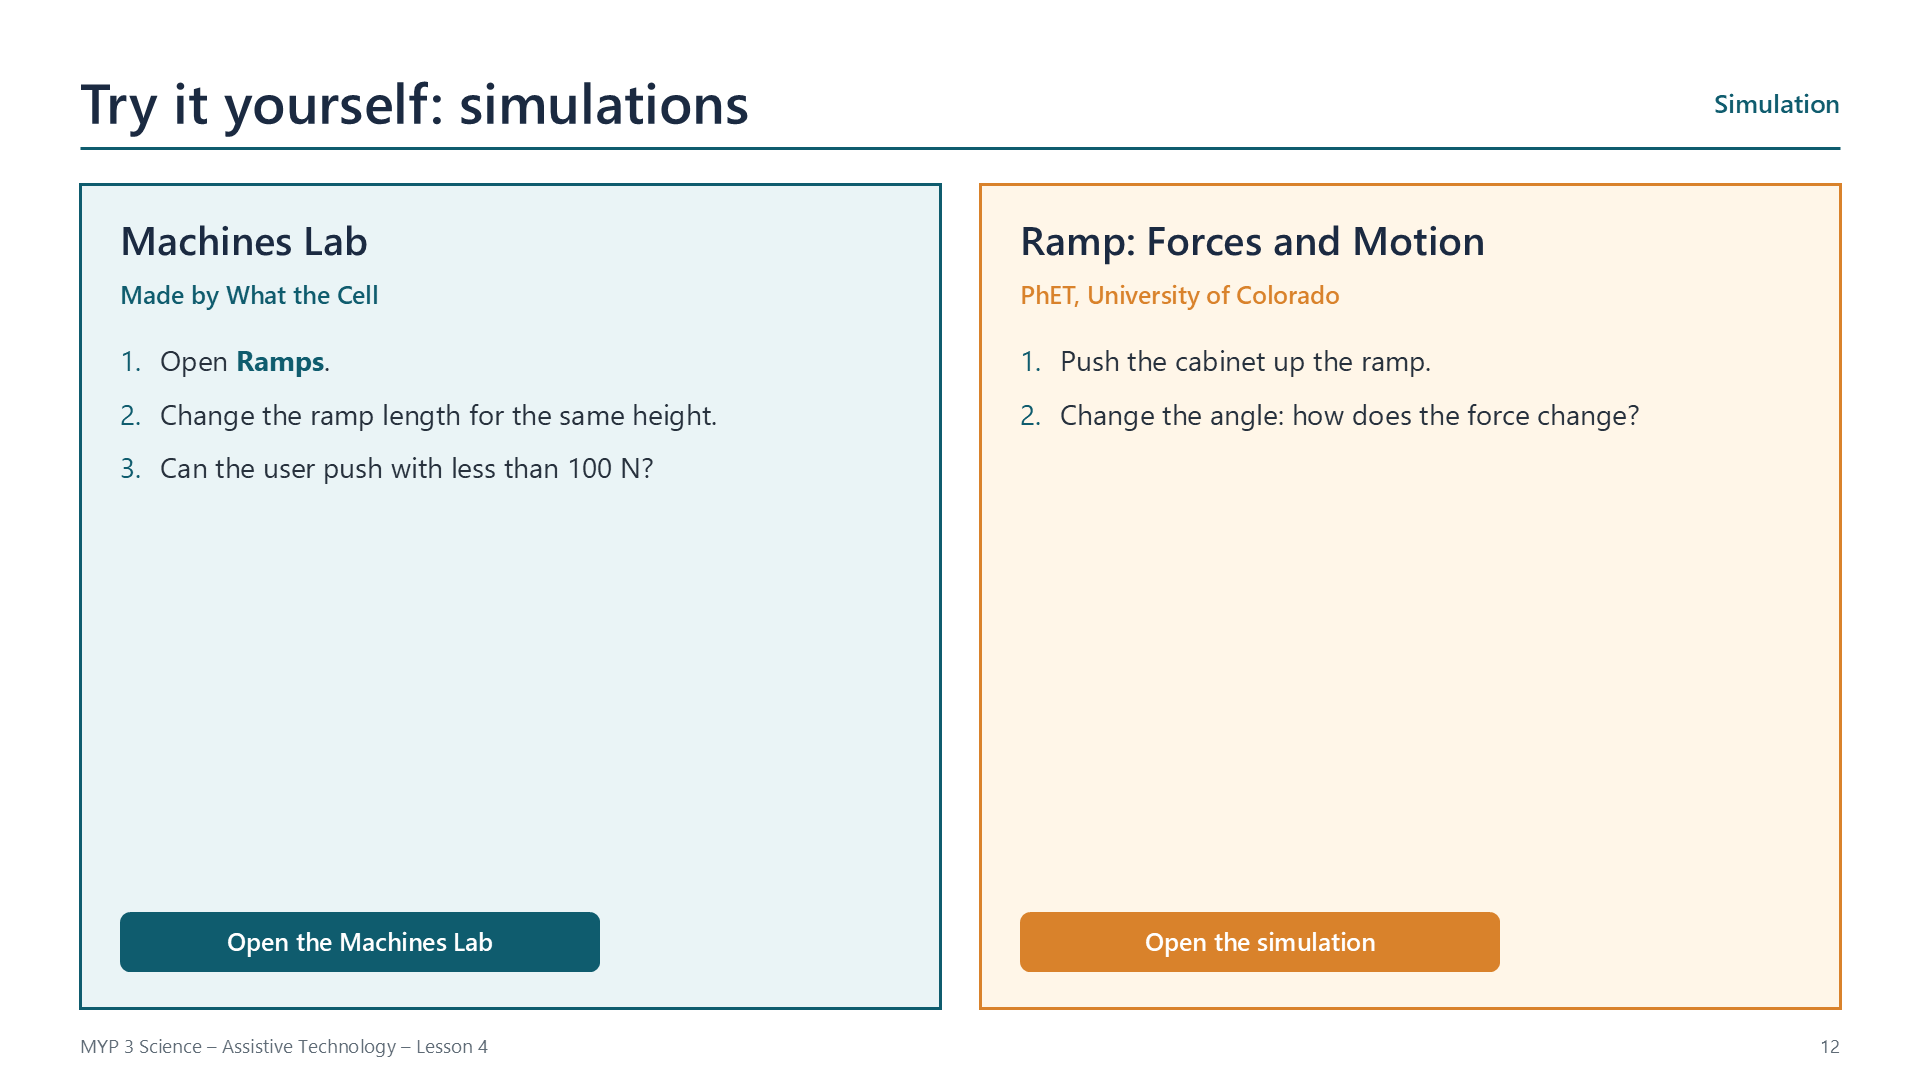 Try it yourself: simulations
Simulation
Machines Lab
Made by What the Cell
1. Open Ramps.
2. Change the ramp length for the same height.
3. Can the user push with less than 100 N?
Open the Machines Lab
Ramp: Forces and Motion
PhET, University of Colorado
1. Push the cabinet up the ramp.
2. Change the angle: how does the force change?
Open the simulation
MYP 3 Science – Assistive Technology – Lesson 4
12